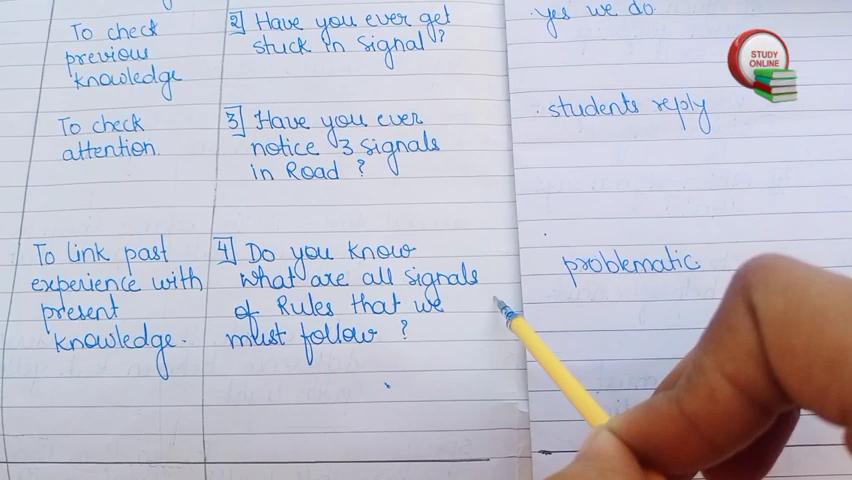 To check
previous
knowledge
2] Have you ever get
stuck in Signal ?
yes we do.
STUDY
ONLINE
To check
attention.
3] Have you ever
notice 3 signals
in Road ?
. students reply
To link past
experience with
present
knowledge.
4] Do you know
what are all signals
of Rules that we
must follow ?
problematic